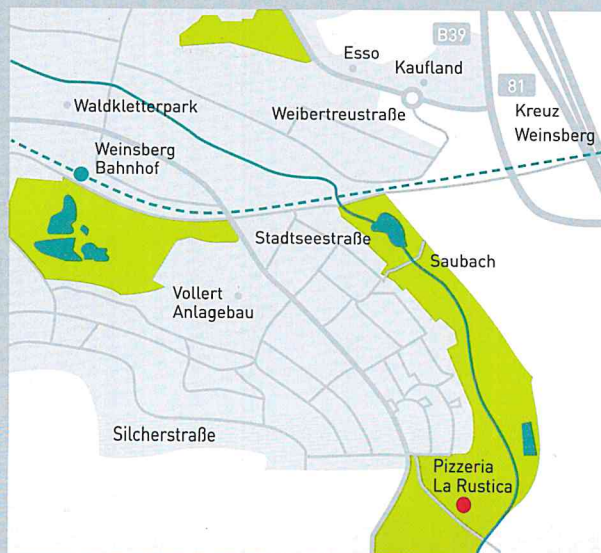 B39
Esso
Kaufland
81
Waldkletterpark
Weibertreustraße
Kreuz
Weinsberg
Weinsberg
Bahnhof
Stadtseestraße
Saubach
Vollert
Anlagebau
Silcherstraße
Pizzeria
La Rustica